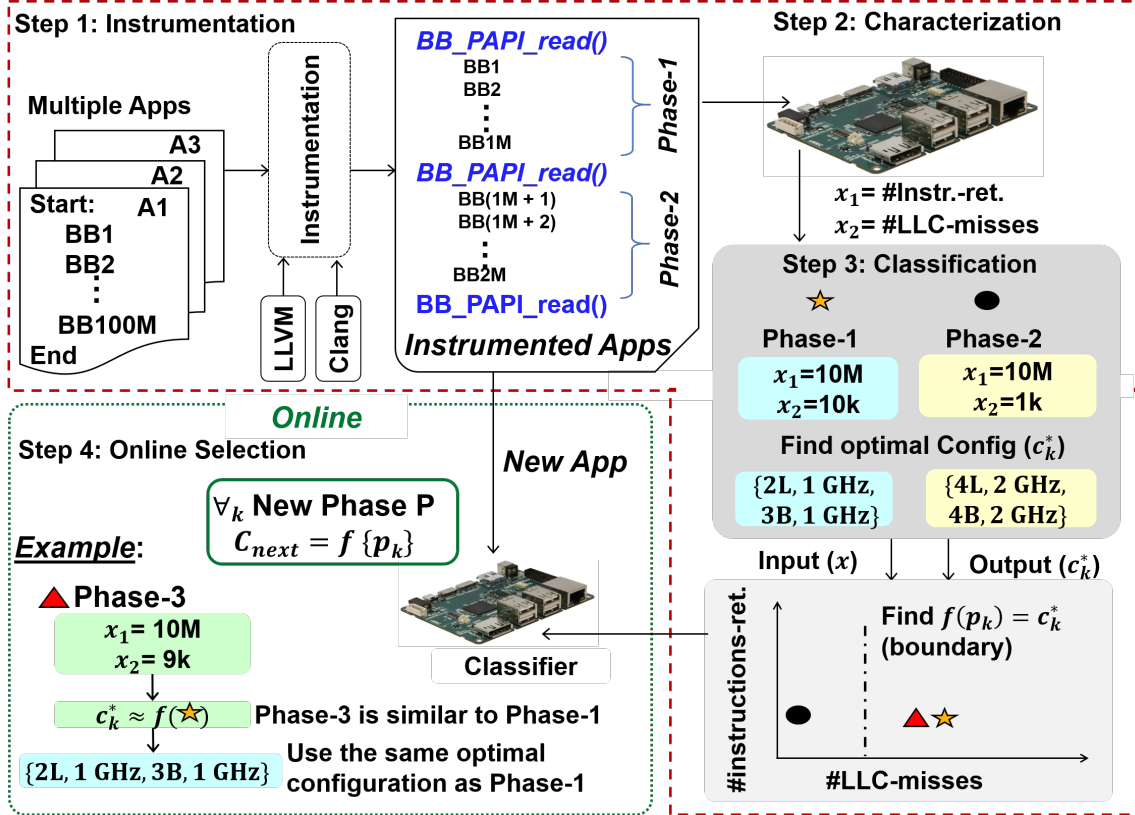 Step 1: Instrumentation
Multiple Apps
A3
A2
A1
Start:
BB1
BB2
⋮
BB100M
End
Instrumentation
LLVM
Clang
BB_PAPI_read()
BB1
BB2
⋮
BB1M
Phase-1
BB_PAPI_read()
BB(1M + 1)
BB(1M + 2)
⋮
BB2M
Phase-2
BB_PAPI_read()
Instrumented Apps
Step 2: Characterization
x₁= #Instr.-ret.
x₂= #LLC-misses
Step 3: Classification
Phase-1
Phase-2
x₁=10M
x₂=10k
x₁=10M
x₂=1k
Find optimal Config (c*ₖ)
{2L, 1 GHz,
3B, 1 GHz}
{4L, 2 GHz,
4B, 2 GHz}
Input (x)
Output (c*ₖ)
#instructions-ret.
Find f(pₖ) = c*ₖ
(boundary)
#LLC-misses
Online
Step 4: Online Selection
New App
∀ₖ New Phase P
Cₙₑₓₜ = f {pₖ}
Classifier
Example:
Phase-3
x₁= 10M
x₂= 9k
c*ₖ ≈ f(☆)
Phase-3 is similar to Phase-1
{2L, 1 GHz, 3B, 1 GHz}
Use the same optimal
configuration as Phase-1